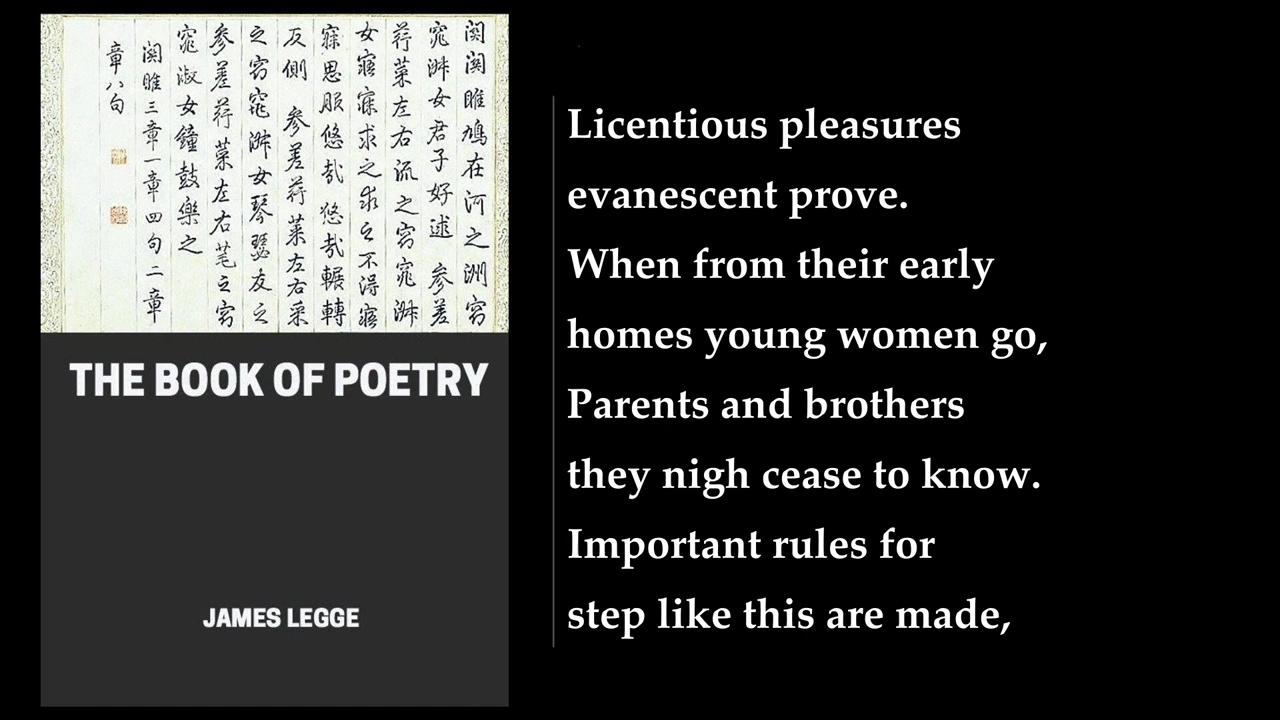 關關雎鳩在河之洲窈
窕淑女君子好逑 參差
荇菜左右流之窈窕淑
女寤寐求之求之不得寤
寐思服悠哉悠哉輾轉
反側 參差荇菜左右采
之窈窕淑女琴瑟友之
參差荇菜左右芼之窈
窕淑女鐘鼓樂之
關雎三章一章四句二章
章八句
THE BOOK OF POETRY
JAMES LEGGE
Licentious pleasures
evanescent prove.
When from their early
homes young women go,
Parents and brothers
they nigh cease to know.
Important rules for
step like this are made,